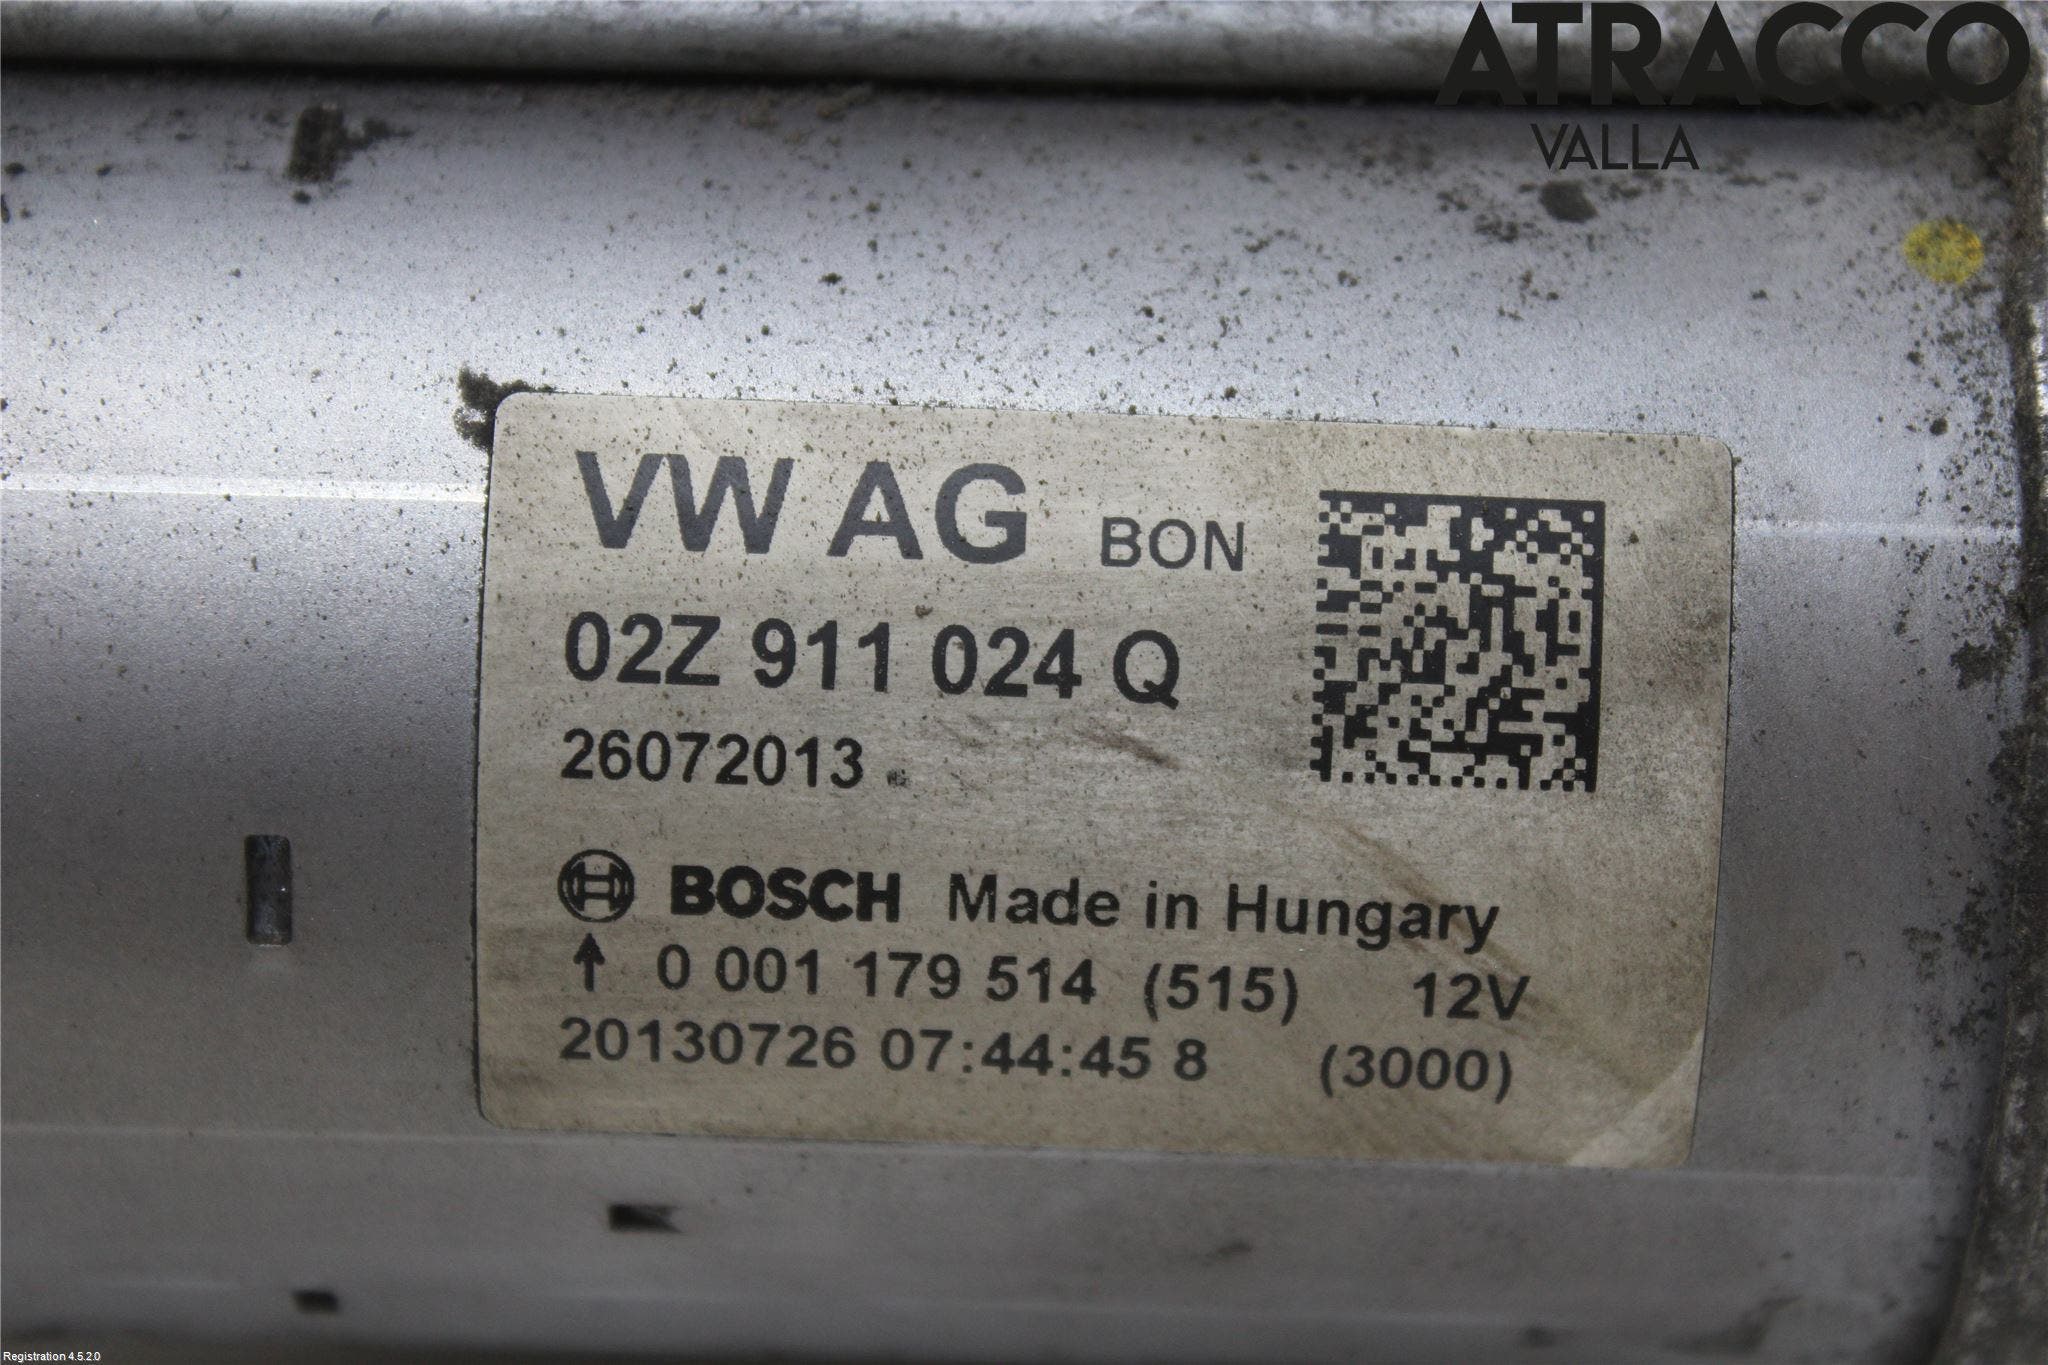 ATRACCO
VALLA
VW AG BON
02Z 911 024 Q
26072013
BOSCH Made in Hungary
↑ 0 001 179 514 (515) 12V
20130726 07:44:45 8 (3000)
Registration 4.5.2.0